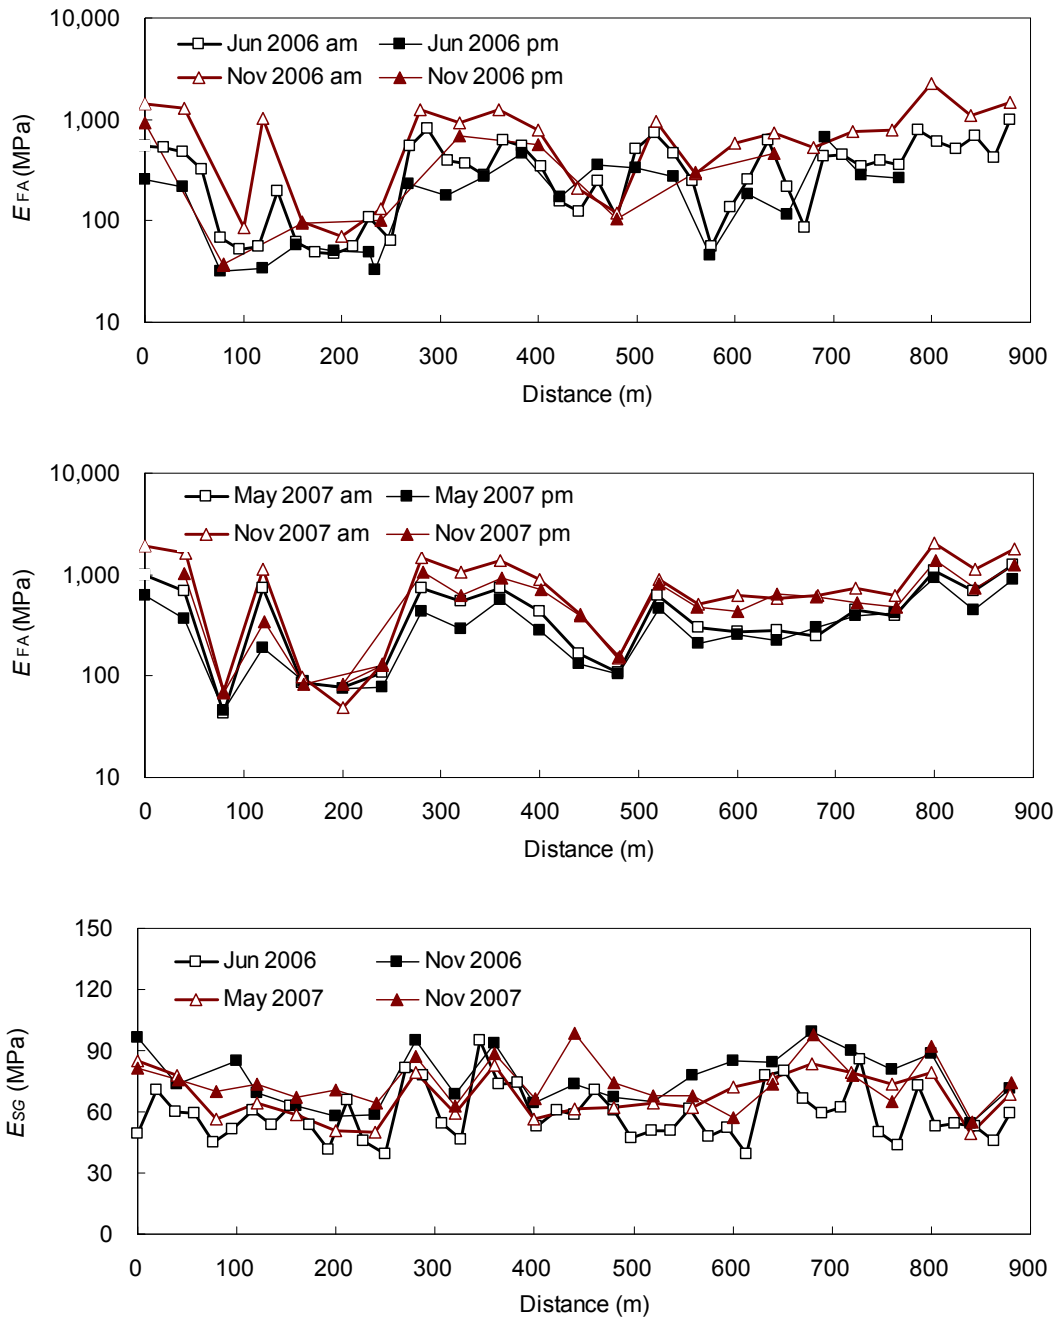 10,000
Jun 2006 am Jun 2006 pm
Nov 2006 am Nov 2006 pm
1,000
100
10
EFA (MPa)
0 100 200 300 400 500 600 700 800 900
Distance (m)
10,000
May 2007 am May 2007 pm
Nov 2007 am Nov 2007 pm
1,000
100
10
EFA (MPa)
0 100 200 300 400 500 600 700 800 900
Distance (m)
150
Jun 2006 Nov 2006
120
May 2007 Nov 2007
90
60
30
0
ESG (MPa)
0 100 200 300 400 500 600 700 800 900
Distance (m)